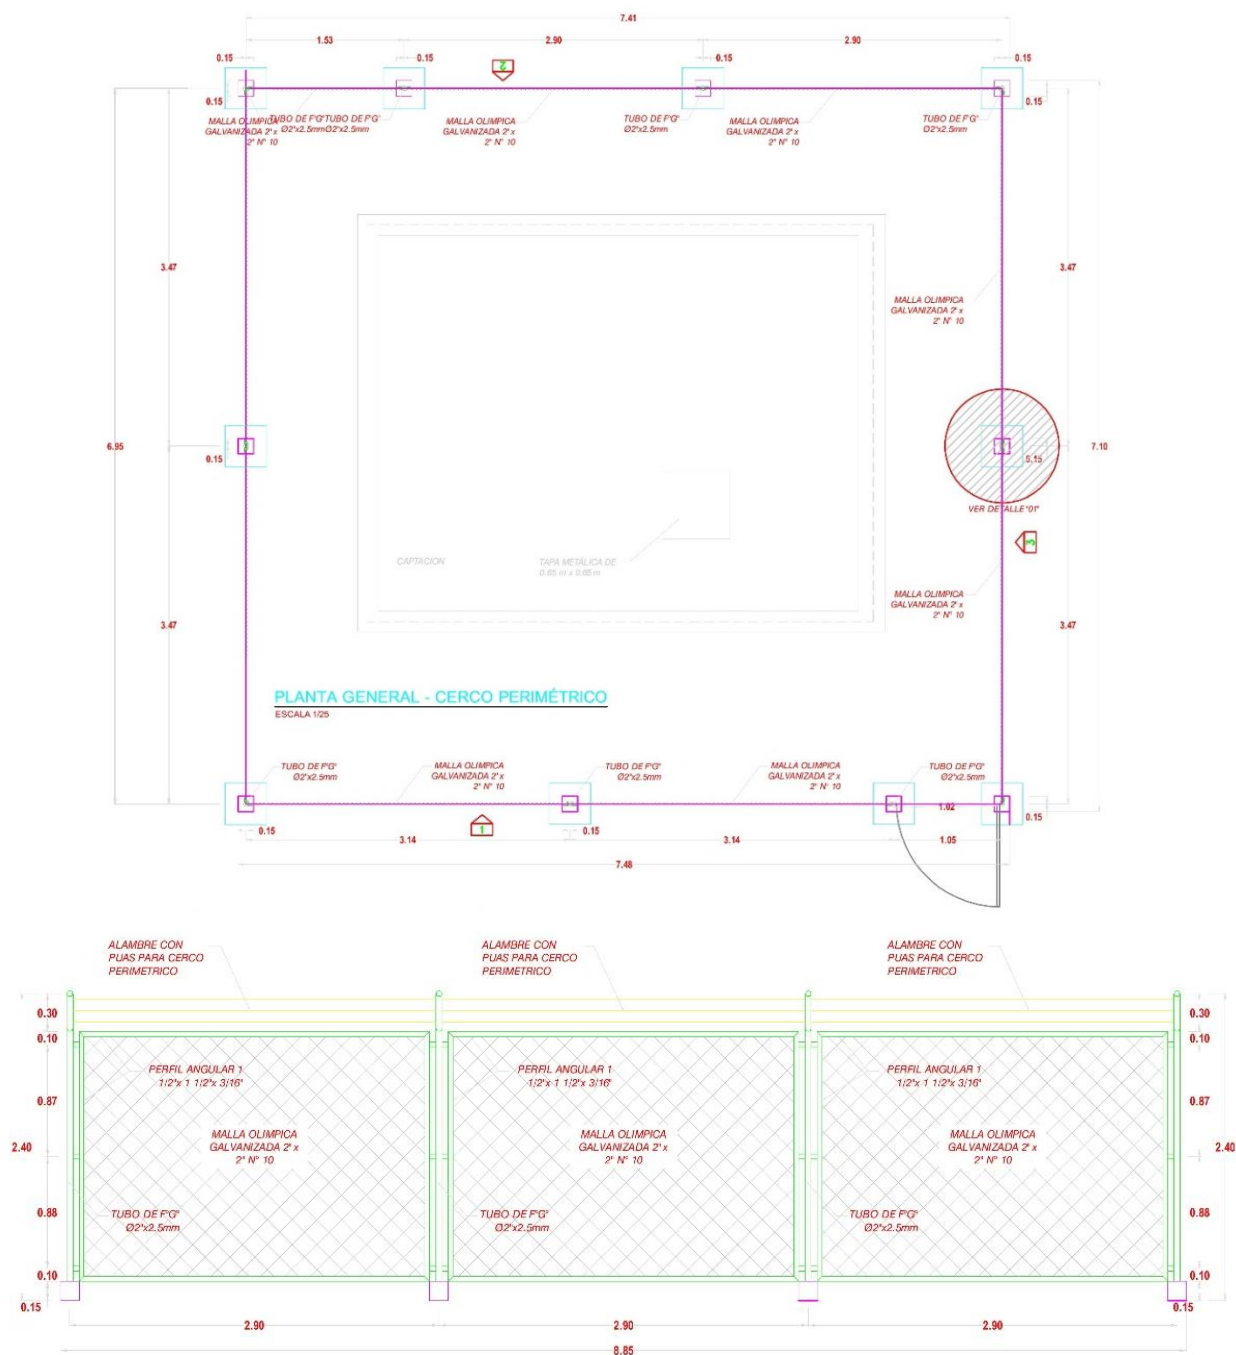 7.41
1.53
2.90
2.90
0.15
0.15
0.15
0.15
2
0.15
0.15
MALLA OLIMPICA
GALVANIZADA 2" x
2" N° 10
TUBO DE F°G°
Ø2"x2.5mm
TUBO DE F°G°
Ø2"x2.5mm
MALLA OLIMPICA
GALVANIZADA 2" x
2" N° 10
TUBO DE F°G°
Ø2"x2.5mm
MALLA OLIMPICA
GALVANIZADA 2" x
2" N° 10
TUBO DE F°G°
Ø2"x2.5mm
3.47
3.47
MALLA OLIMPICA
GALVANIZADA 2" x
2" N° 10
6.95
0.15
0.15
7.10
VER DETALLE "01"
3
CAPTACION
TAPA METÁLICA DE
0.85 m x 0.85 m
MALLA OLIMPICA
GALVANIZADA 2" x
2" N° 10
3.47
3.47
PLANTA GENERAL - CERCO PERIMÉTRICO
ESCALA 1/25
TUBO DE F°G°
Ø2"x2.5mm
MALLA OLIMPICA
GALVANIZADA 2" x
2" N° 10
TUBO DE F°G°
Ø2"x2.5mm
MALLA OLIMPICA
GALVANIZADA 2" x
2" N° 10
TUBO DE F°G°
Ø2"x2.5mm
1.02
0.15
0.15
1
0.15
3.14
3.14
1.05
7.48
ALAMBRE CON
PUAS PARA CERCO
PERIMETRICO
ALAMBRE CON
PUAS PARA CERCO
PERIMETRICO
ALAMBRE CON
PUAS PARA CERCO
PERIMETRICO
0.30
0.30
0.10
0.10
PERFIL ANGULAR 1
1/2"x 1 1/2"x 3/16"
PERFIL ANGULAR 1
1/2"x 1 1/2"x 3/16"
PERFIL ANGULAR 1
1/2"x 1 1/2"x 3/16"
0.87
0.87
2.40
MALLA OLIMPICA
GALVANIZADA 2" x
2" N° 10
MALLA OLIMPICA
GALVANIZADA 2" x
2" N° 10
MALLA OLIMPICA
GALVANIZADA 2" x
2" N° 10
2.40
0.88
0.88
TUBO DE F°G°
Ø2"x2.5mm
TUBO DE F°G°
Ø2"x2.5mm
TUBO DE F°G°
Ø2"x2.5mm
0.10
0.10
0.15
0.15
2.90
2.90
2.90
8.85